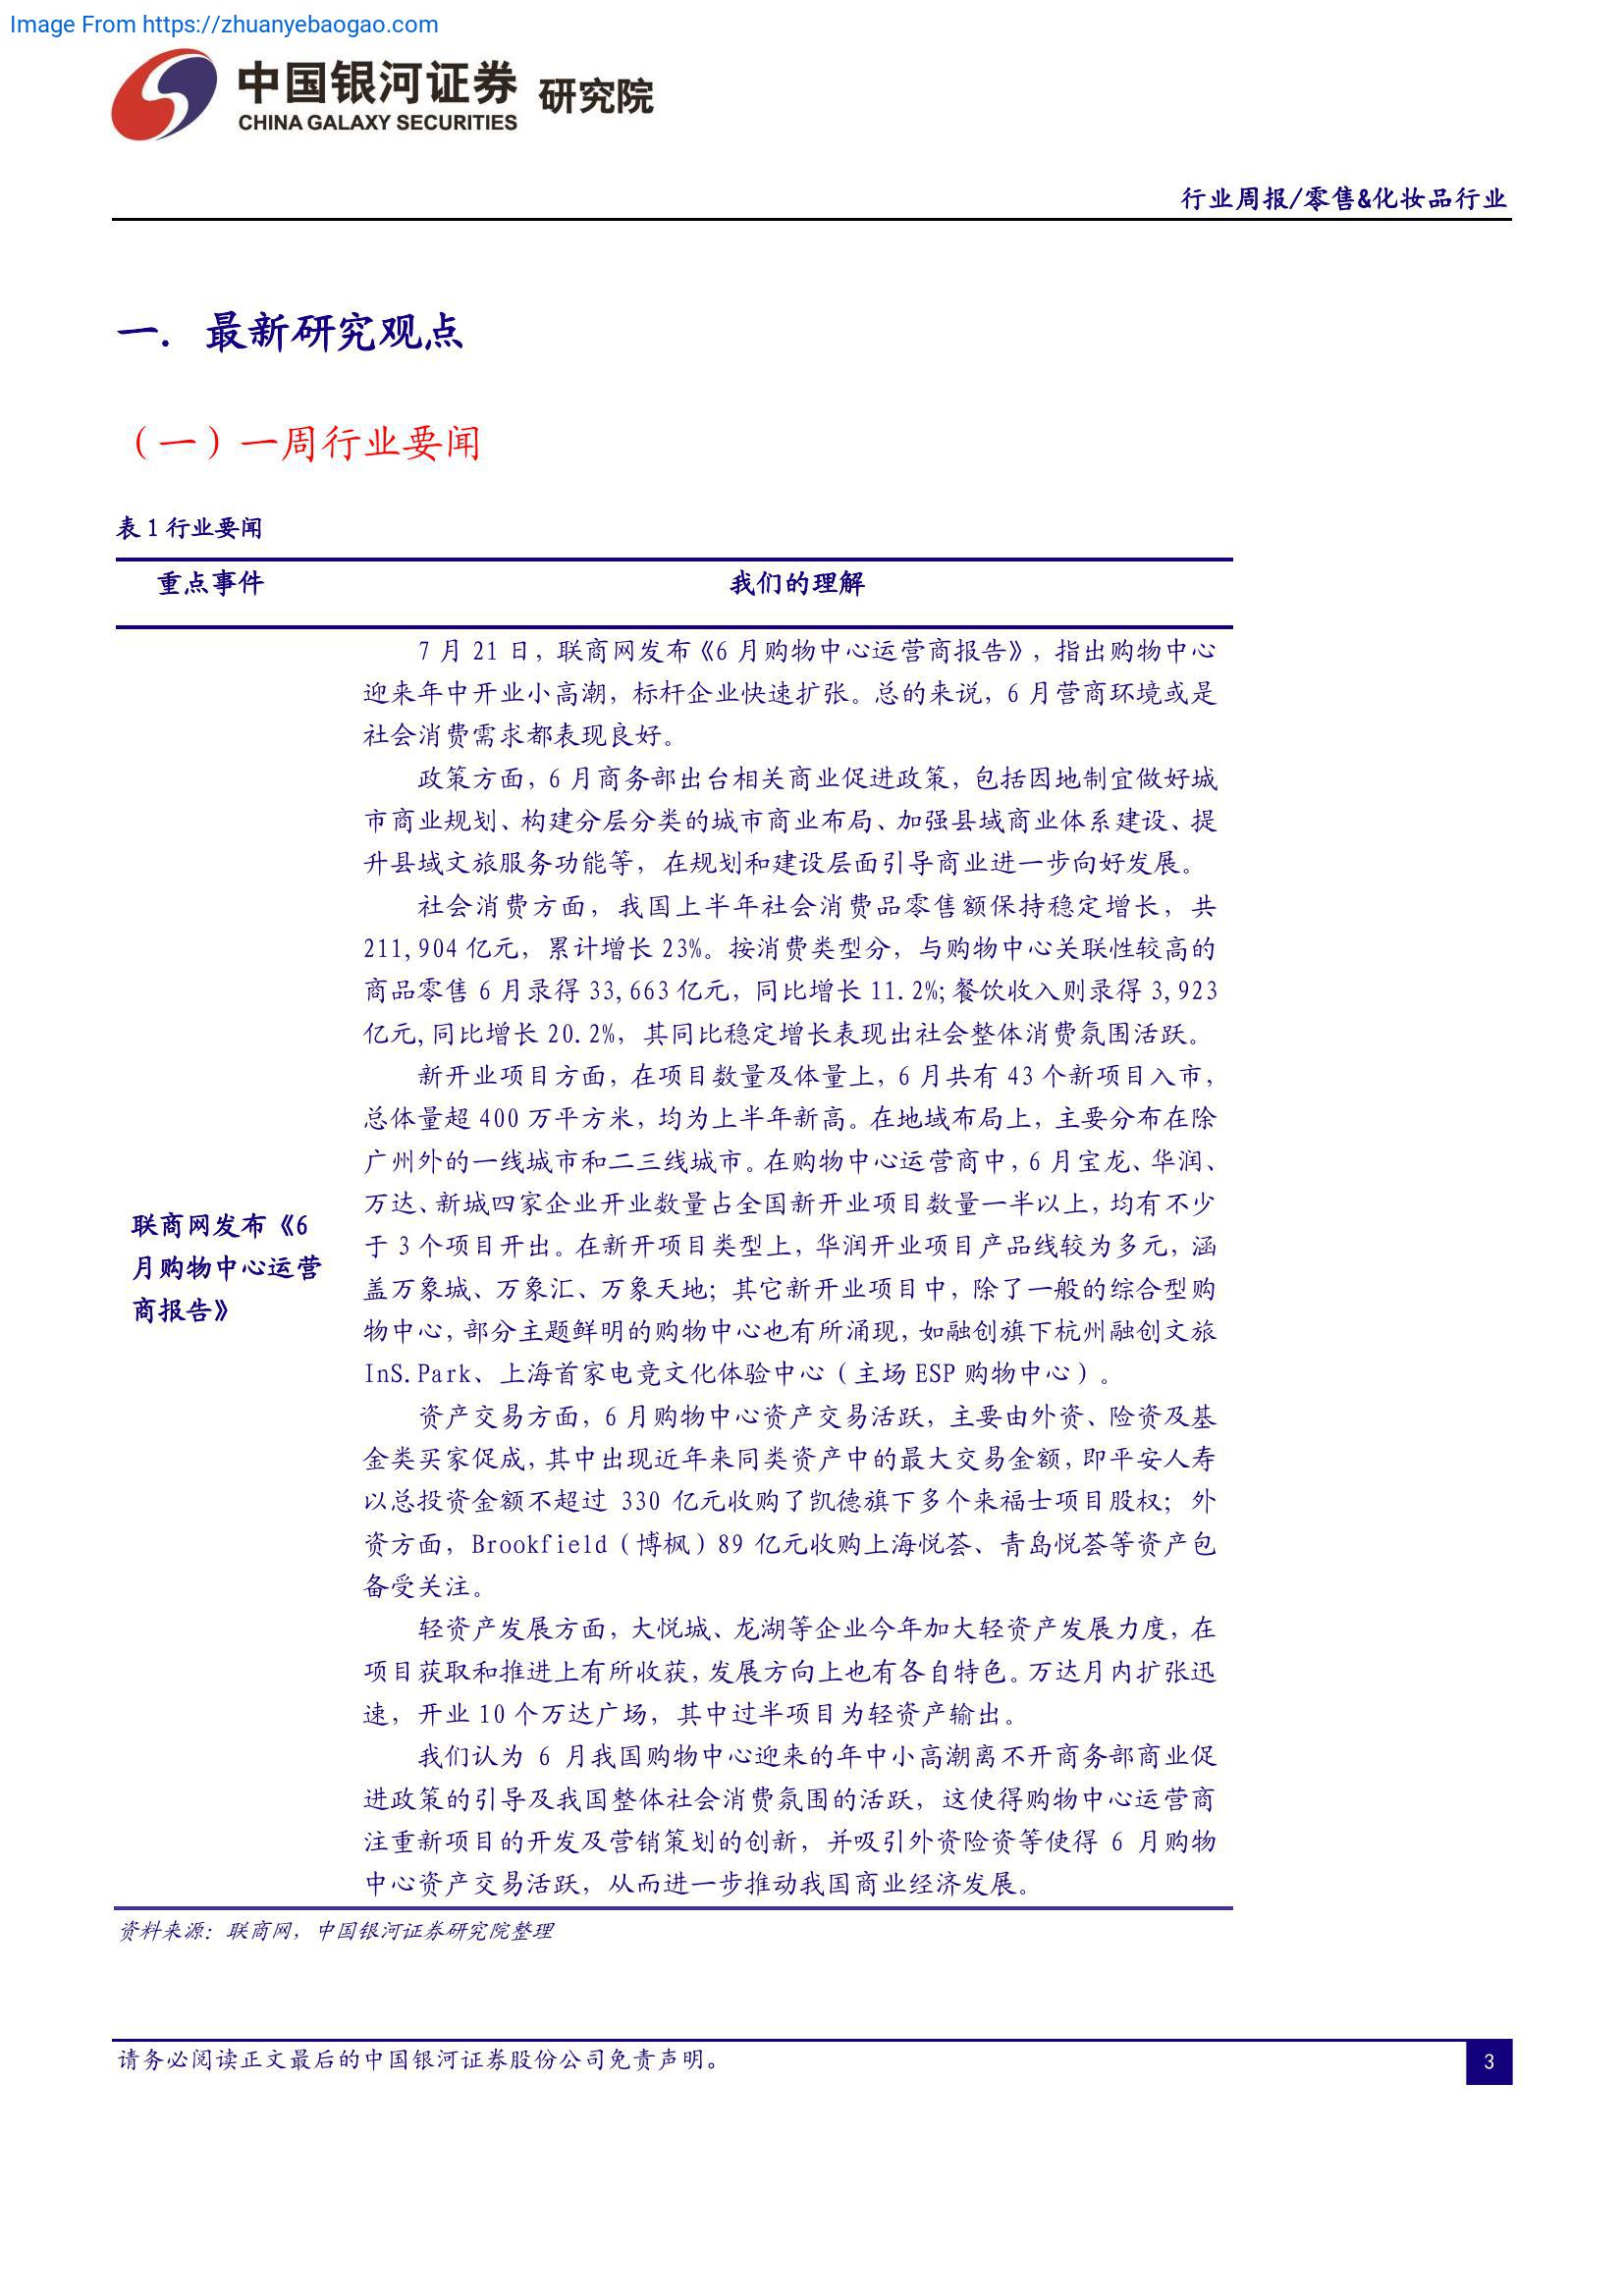 Image From https://zhuanyebaogao.com
中国银河证券 研究院
CHINA GALAXY SECURITIES
行业周报/零售&化妆品行业
一. 最新研究观点
（一）一周行业要闻
表 1 行业要闻
重点事件 我们的理解
联商网发布《6
月购物中心运营
商报告》
7 月 21 日，联商网发布《6 月购物中心运营商报告》，指出购物中心
迎来年中开业小高潮，标杆企业快速扩张。总的来说，6 月营商环境或是
社会消费需求都表现良好。
政策方面，6 月商务部出台相关商业促进政策，包括因地制宜做好城
市商业规划、构建分层分类的城市商业布局、加强县域商业体系建设、提
升县域文旅服务功能等，在规划和建设层面引导商业进一步向好发展。
社会消费方面，我国上半年社会消费品零售额保持稳定增长，共
211,904 亿元，累计增长 23%。按消费类型分，与购物中心关联性较高的
商品零售 6 月录得 33,663 亿元，同比增长 11.2%;餐饮收入则录得 3,923
亿元,同比增长 20.2%，其同比稳定增长表现出社会整体消费氛围活跃。
新开业项目方面，在项目数量及体量上，6 月共有 43 个新项目入市，
总体量超 400 万平方米，均为上半年新高。在地域布局上，主要分布在除
广州外的一线城市和二三线城市。在购物中心运营商中，6 月宝龙、华润、
万达、新城四家企业开业数量占全国新开业项目数量一半以上，均有不少
于 3 个项目开出。在新开项目类型上，华润开业项目产品线较为多元，涵
盖万象城、万象汇、万象天地；其它新开业项目中，除了一般的综合型购
物中心，部分主题鲜明的购物中心也有所涌现，如融创旗下杭州融创文旅
InS.Park、上海首家电竞文化体验中心（主场 ESP 购物中心）。
资产交易方面，6 月购物中心资产交易活跃，主要由外资、险资及基
金类买家促成，其中出现近年来同类资产中的最大交易金额，即平安人寿
以总投资金额不超过 330 亿元收购了凯德旗下多个来福士项目股权；外
资方面，Brookfield（博枫）89 亿元收购上海悦荟、青岛悦荟等资产包
备受关注。
轻资产发展方面，大悦城、龙湖等企业今年加大轻资产发展力度，在
项目获取和推进上有所收获，发展方向上也有各自特色。万达月内扩张迅
速，开业 10 个万达广场，其中过半项目为轻资产输出。
我们认为 6 月我国购物中心迎来的年中小高潮离不开商务部商业促
进政策的引导及我国整体社会消费氛围的活跃，这使得购物中心运营商
注重新项目的开发及营销策划的创新，并吸引外资险资等使得 6 月购物
中心资产交易活跃，从而进一步推动我国商业经济发展。
资料来源：联商网，中国银河证券研究院整理
请务必阅读正文最后的中国银河证券股份公司免责声明。
3